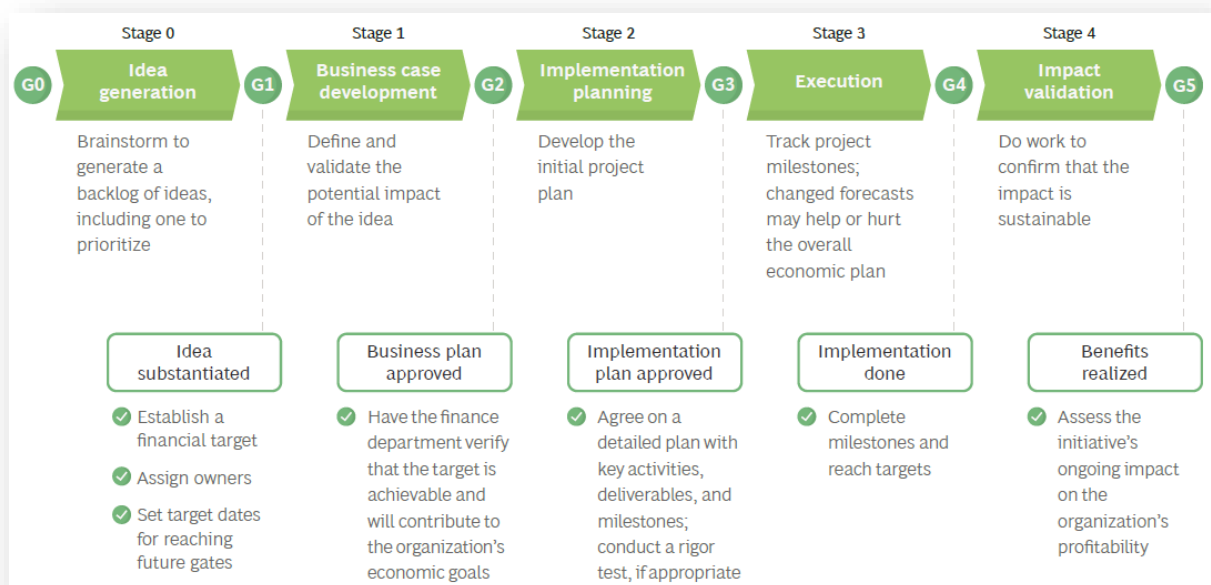 Stage 0
Stage 1
Stage 2
Stage 3
Stage 4
G0
Idea
generation
G1
Business case
development
G2
Implementation
planning
G3
Execution
G4
Impact
validation
G5
Brainstorm to
generate a
backlog of ideas,
including one to
prioritize
Define and
validate the
potential impact
of the idea
Develop the
initial project
plan
Track project
milestones;
changed forecasts
may help or hurt
the overall
economic plan
Do work to
confirm that the
impact is
sustainable
Idea
substantiated
Establish a
financial target
Assign owners
Set target dates
for reaching
future gates
Business plan
approved
Have the finance
department verify
that the target is
achievable and
will contribute to
the organization's
economic goals
Implementation
plan approved
Agree on a
detailed plan with
key activities,
deliverables, and
milestones;
conduct a rigor
test, if appropriate
Implementation
done
Complete
milestones and
reach targets
Benefits
realized
Assess the
initiative's
ongoing impact
on the
organization's
profitability